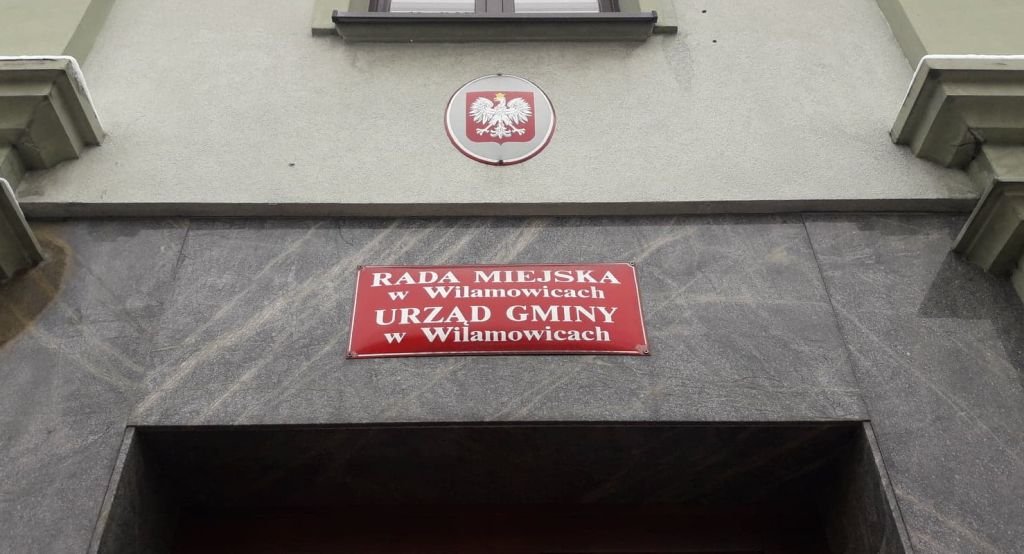 RADA MIEJSKA
w Wilamowicach
URZĄD GMINY
w Wilamowicach